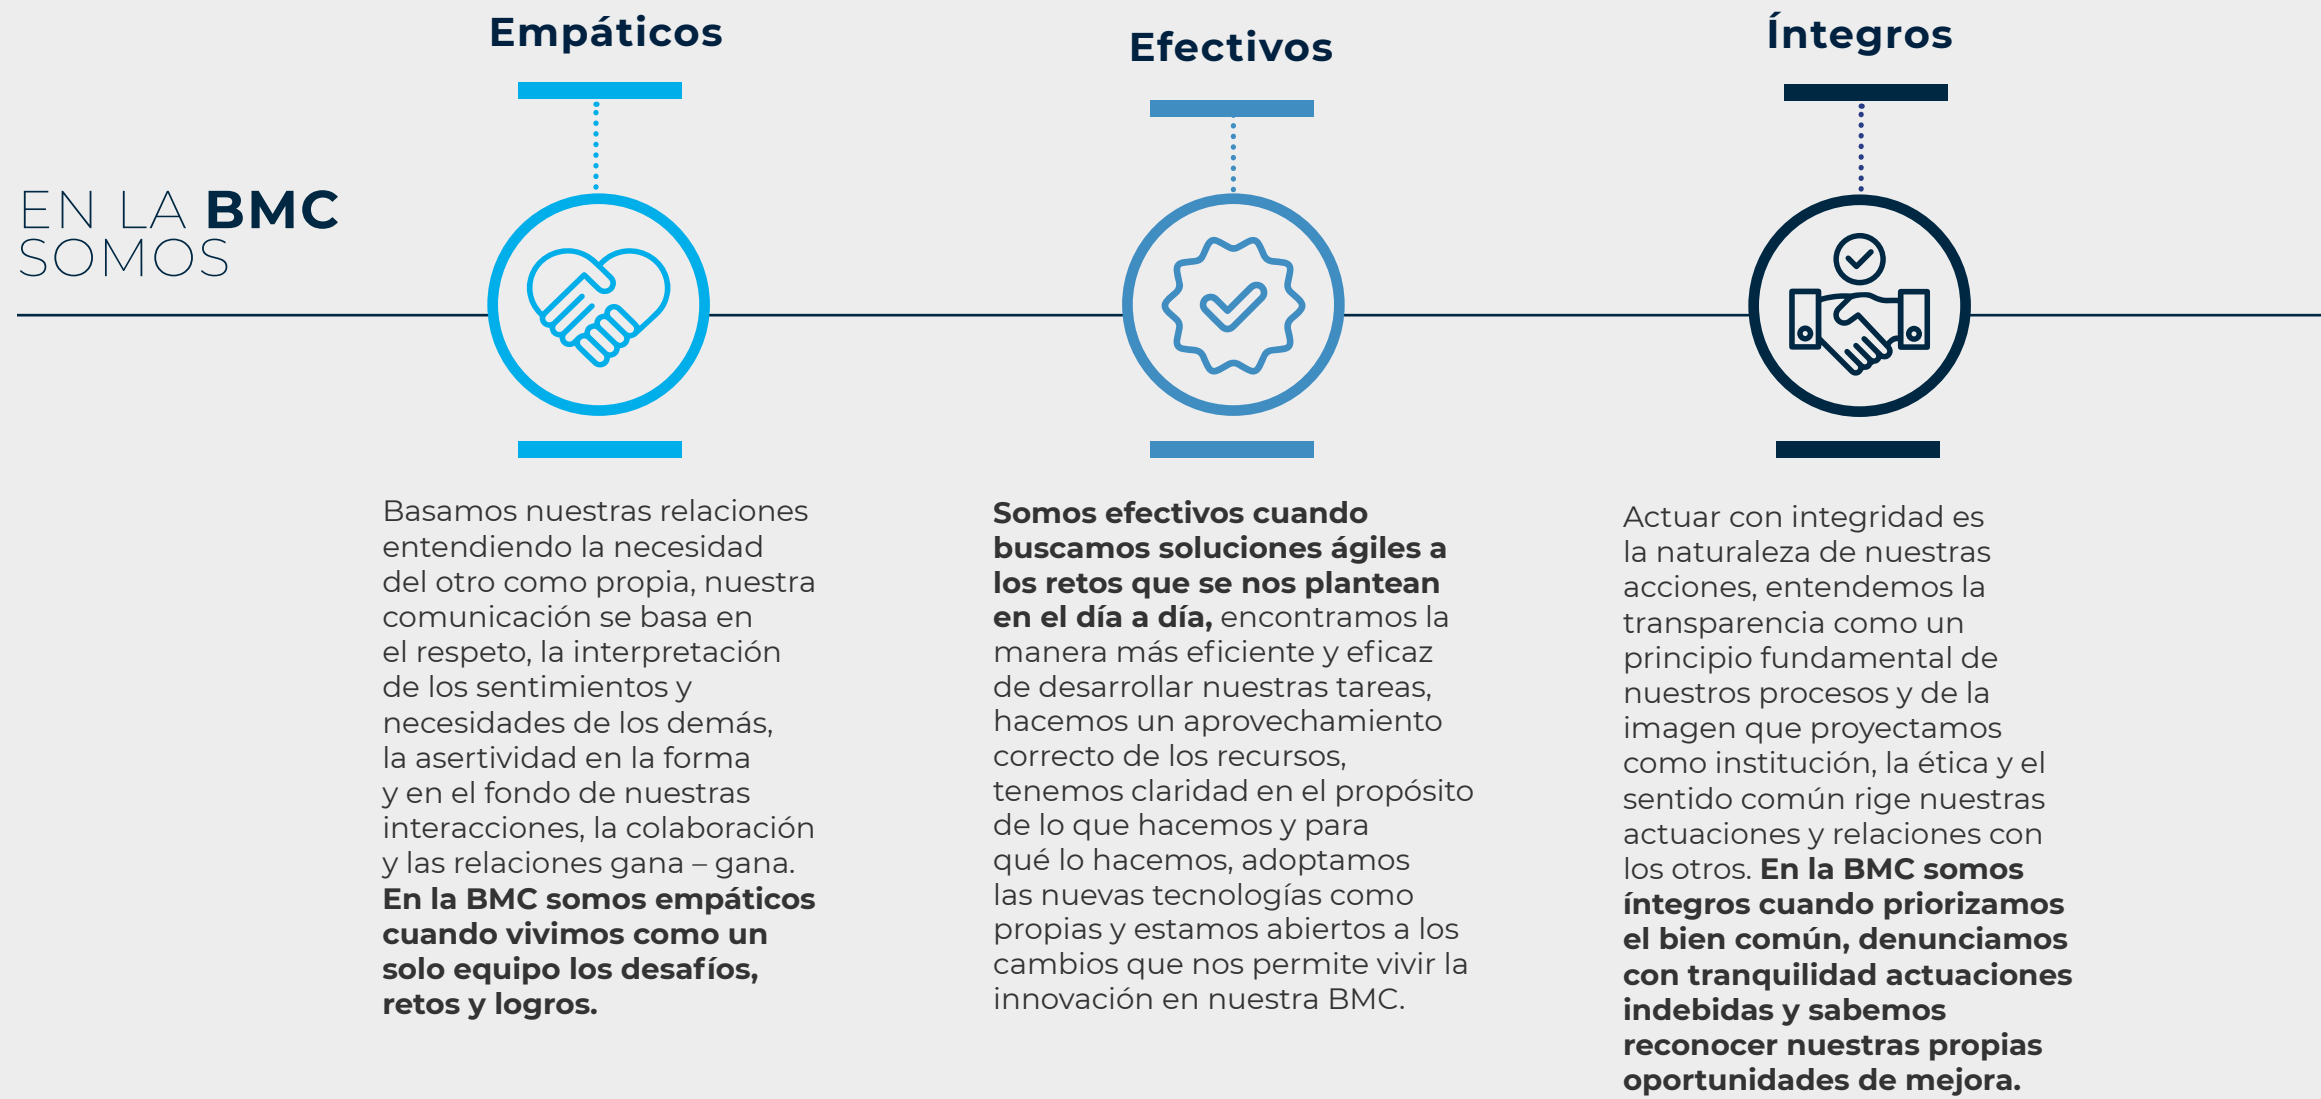 EN LA BMC
SOMOS
Empáticos
Basamos nuestras relaciones
entendiendo la necesidad
del otro como propia, nuestra
comunicación se basa en
el respeto, la interpretación
de los sentimientos y
necesidades de los demás,
la asertividad en la forma
y en el fondo de nuestras
interacciones, la colaboración
y las relaciones gana – gana.
En la BMC somos empáticos
cuando vivimos como un
solo equipo los desafíos,
retos y logros.
Efectivos
Somos efectivos cuando
buscamos soluciones ágiles a
los retos que se nos plantean
en el día a día, encontramos la
manera más eficiente y eficaz
de desarrollar nuestras tareas,
hacemos un aprovechamiento
correcto de los recursos,
tenemos claridad en el propósito
de lo que hacemos y para
qué lo hacemos, adoptamos
las nuevas tecnologías como
propias y estamos abiertos a los
cambios que nos permite vivir la
innovación en nuestra BMC.
Íntegros
Actuar con integridad es
la naturaleza de nuestras
acciones, entendemos la
transparencia como un
principio fundamental de
nuestros procesos y de la
imagen que proyectamos
como institución, la ética y el
sentido común rige nuestras
actuaciones y relaciones con
los otros. En la BMC somos
íntegros cuando priorizamos
el bien común, denunciamos
con tranquilidad actuaciones
indebidas y sabemos
reconocer nuestras propias
oportunidades de mejora.